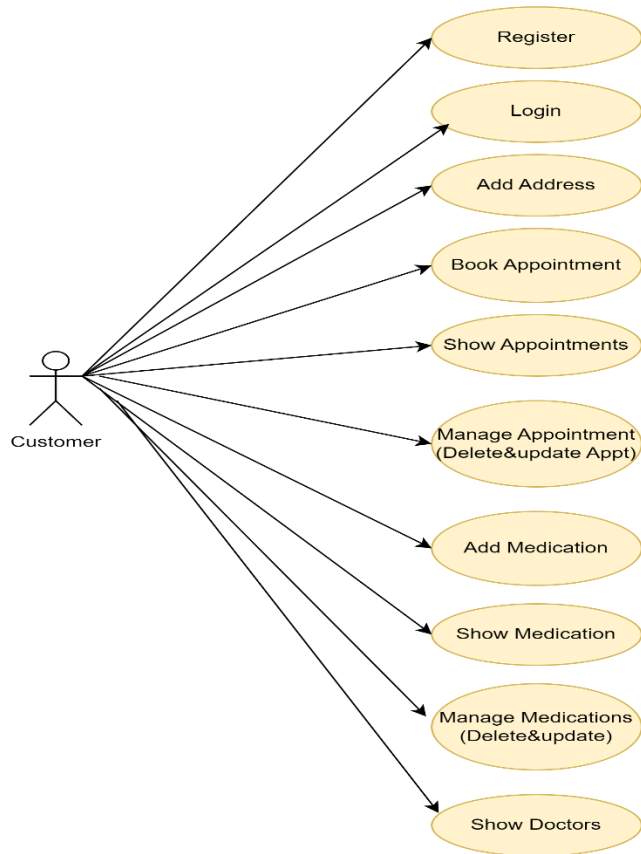 Register
Login
Add Address
Book Appointment
Show Appointments
Customer
Manage Appointment
(Delete&update Appt)
Add Medication
Show Medication
Manage Medications
(Delete&update)
Show Doctors